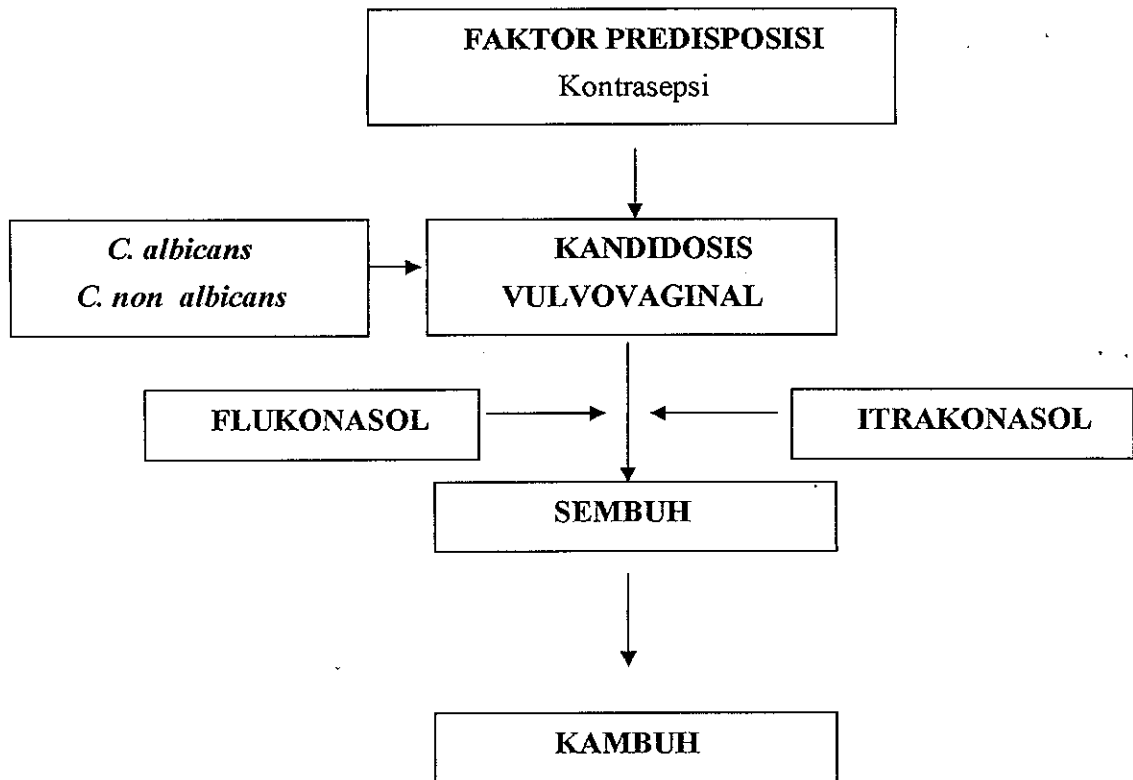 FAKTOR PREDISPOSISI
Kontrasepsi
C. albicans
C. non albicans
KANDIDOSIS
VULVOVAGINAL
FLUKONASOL
ITRAKONASOL
SEMBUH
KAMBUH